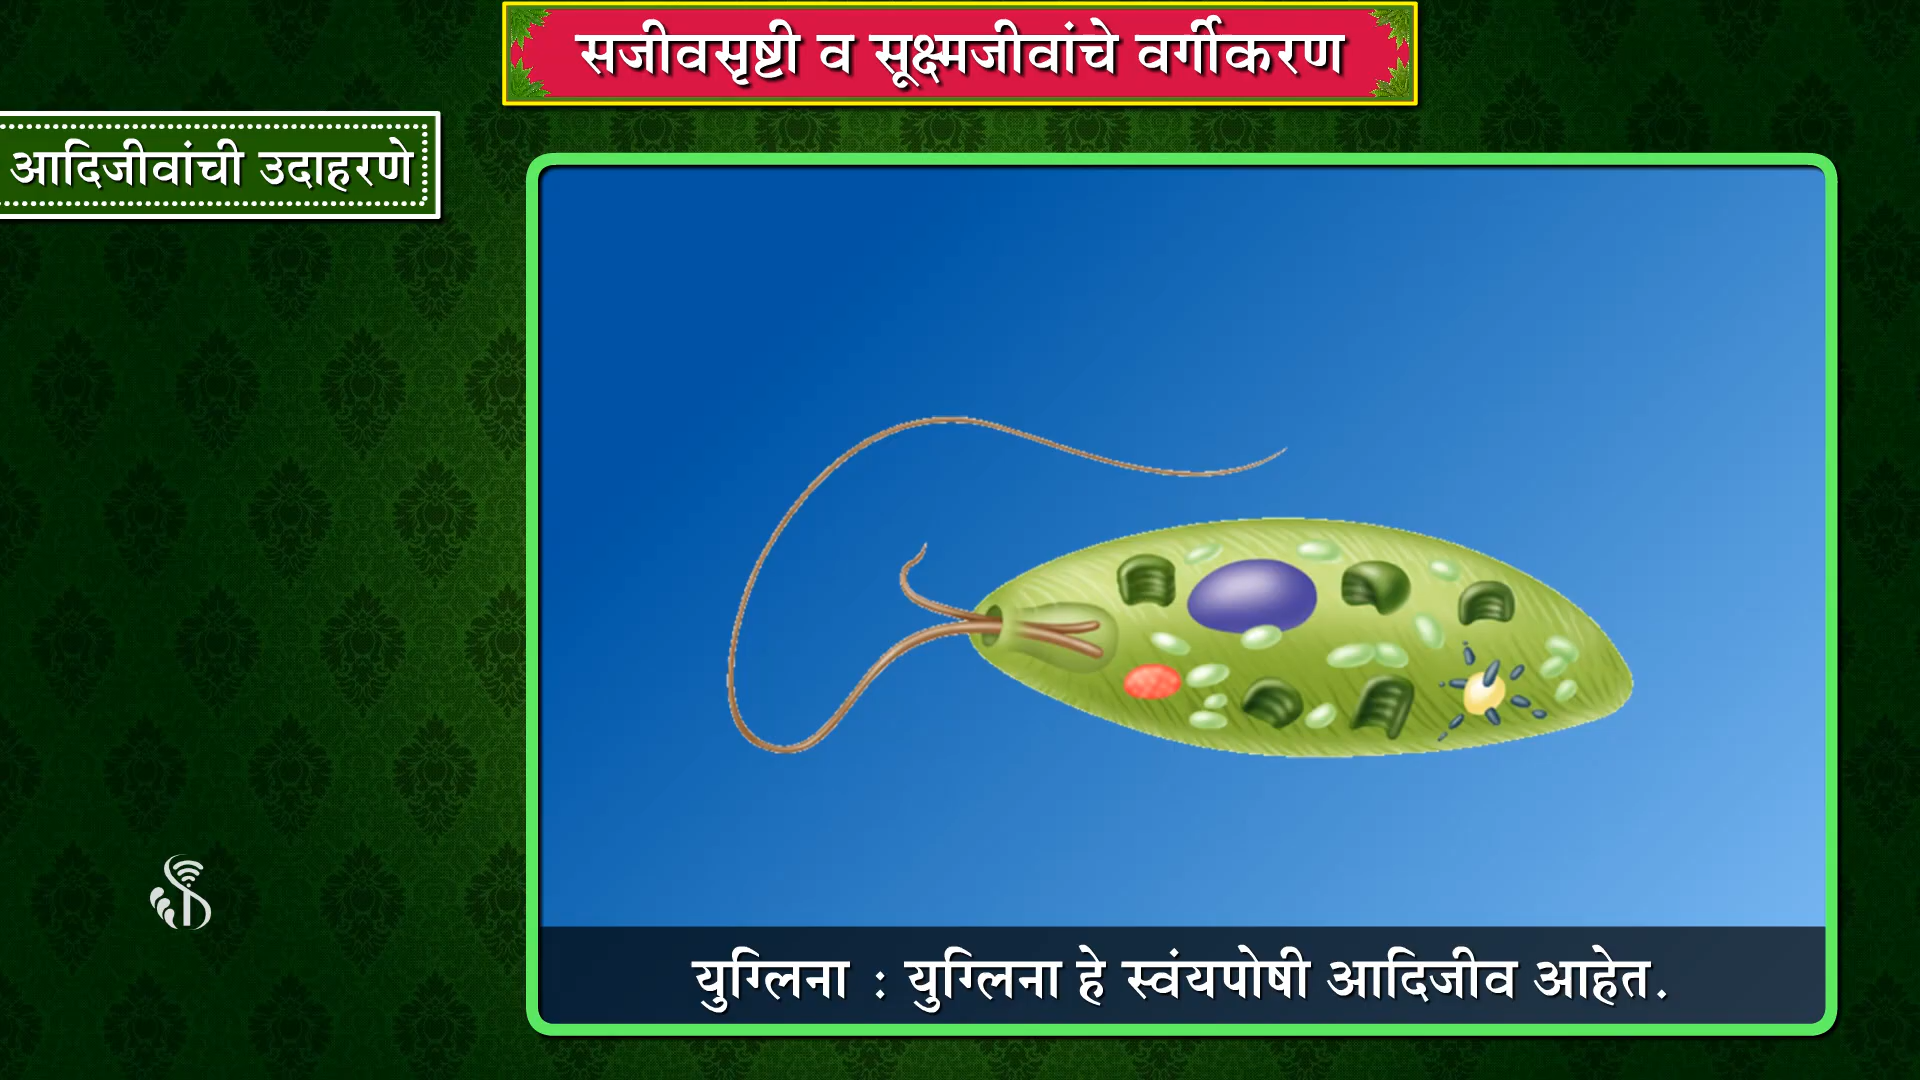 सजीवसृष्टी व सूक्ष्मजीवांचे वर्गीकरण
आदिजीवांची उदाहरणे
युग्लिना : युग्लिना हे स्वंयपोषी आदिजीव आहेत.